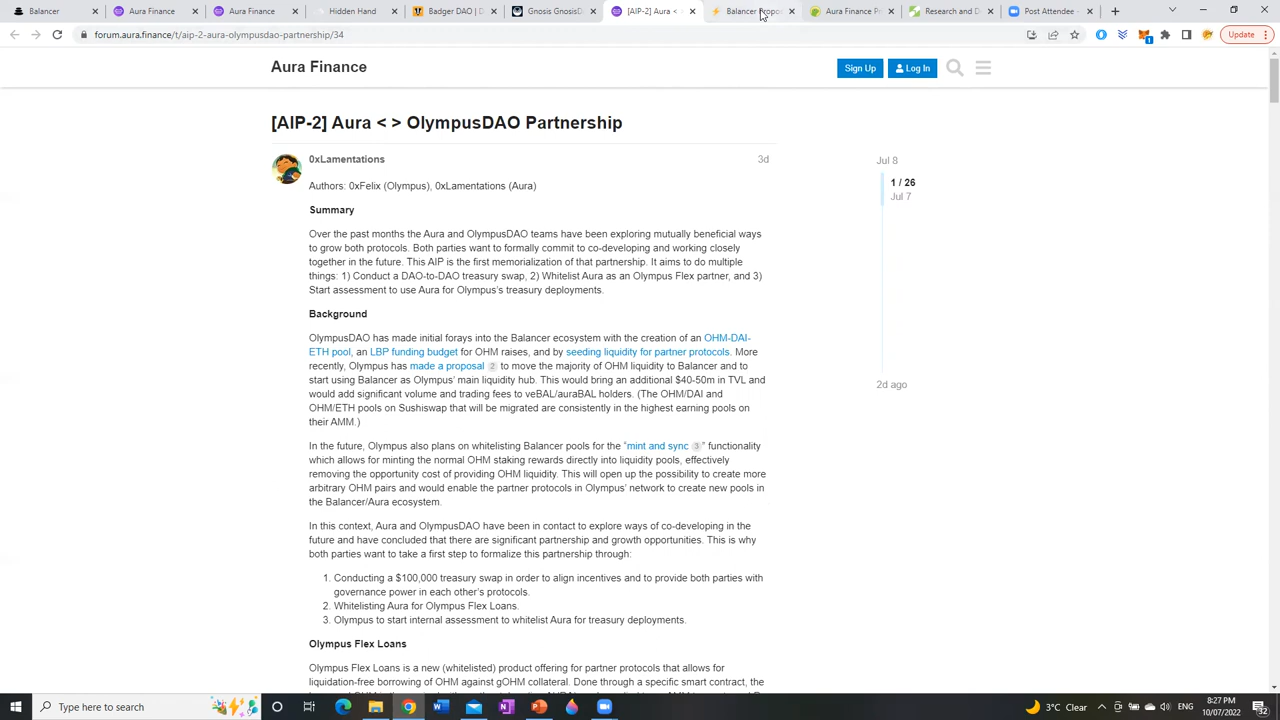 Balancer
Aura Finance
Aura Finance
HTML
Badger DAO | D
Gnosis GnosisD
[AIP-2] Aura <
Balancer Propo
Aura Finance P
Research and D
Post Attendee -
forum.aura.finance/t/aip-2-aura-olympusdao-partnership/34
1
Update
Aura Finance
Sign Up
Log In
[AIP-2] Aura < > OlympusDAO Partnership
0xLamentations
3d
Authors: 0xFelix (Olympus), 0xLamentations (Aura)
Summary
Over the past months the Aura and OlympusDAO teams have been exploring mutually beneficial ways
to grow both protocols. Both parties want to formally commit to co-developing and working closely
together in the future. This AIP is the first memorialization of that partnership. It aims to do multiple
things: 1) Conduct a DAO-to-DAO treasury swap, 2) Whitelist Aura as an Olympus Flex partner, and 3)
Start assessment to use Aura for Olympus's treasury deployments.
Background
OlympusDAO has made initial forays into the Balancer ecosystem with the creation of an OHM-DAI-
ETH pool, an LBP funding budget for OHM raises, and by seeding liquidity for partner protocols. More
recently, Olympus has made a proposal 2 to move the majority of OHM liquidity to Balancer and to
start using Balancer as Olympus' main liquidity hub. This would bring an additional $40-50m in TVL and
would add significant volume and trading fees to veBAL/auraBAL holders. (The OHM/DAI and
OHM/ETH pools on Sushiswap that will be migrated are consistently in the highest earning pools on
their AMM.)
In the future, Olympus also plans on whitelisting Balancer pools for the “mint and sync 3” functionality
which allows for minting the normal OHM staking rewards directly into liquidity pools, effectively
removing the opportunity cost of providing OHM liquidity. This will open up the possibility to create more
arbitrary OHM pairs and would enable the partner protocols in Olympus' network to create new pools in
the Balancer/Aura ecosystem.
In this context, Aura and OlympusDAO have been in contact to explore ways of co-developing in the
future and have concluded that there are significant partnership and growth opportunities. This is why
both parties want to take a first step to formalize this partnership through:
1. Conducting a $100,000 treasury swap in order to align incentives and to provide both parties with
governance power in each other's protocols.
2. Whitelisting Aura for Olympus Flex Loans.
3. Olympus to start internal assessment to whitelist Aura for treasury deployments.
Olympus Flex Loans
Olympus Flex Loans is a new (whitelisted) product offering for partner protocols that allows for
liquidation-free borrowing of OHM against gOHM collateral. Done through a specific smart contract, the
Jul 8
1 / 26
Jul 7
2d ago
Type here to search
3°C Clear
ENG
8:27 PM
10/07/2022